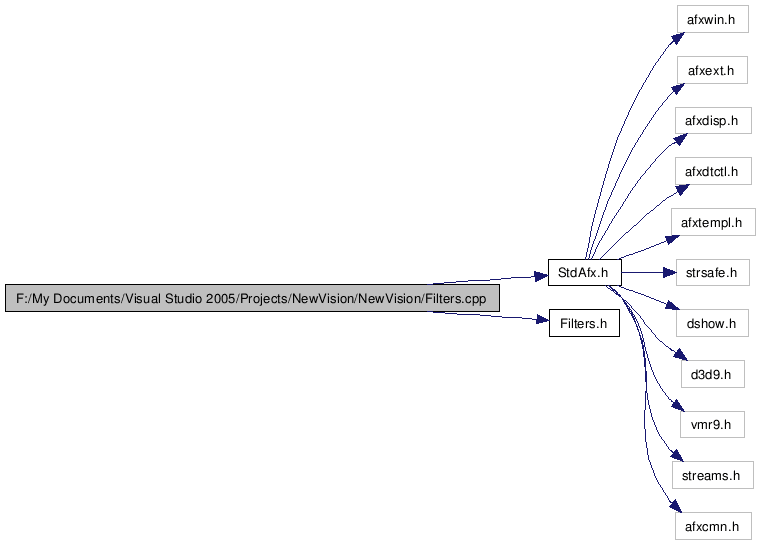 afxwin.h
afxext.h
afxdisp.h
afxdtctl.h
afxtempl.h
StdAfx.h
strsafe.h
F:/My Documents/Visual Studio 2005/Projects/NewVision/NewVision/Filters.cpp
Filters.h
dshow.h
d3d9.h
vmr9.h
streams.h
afxcmn.h